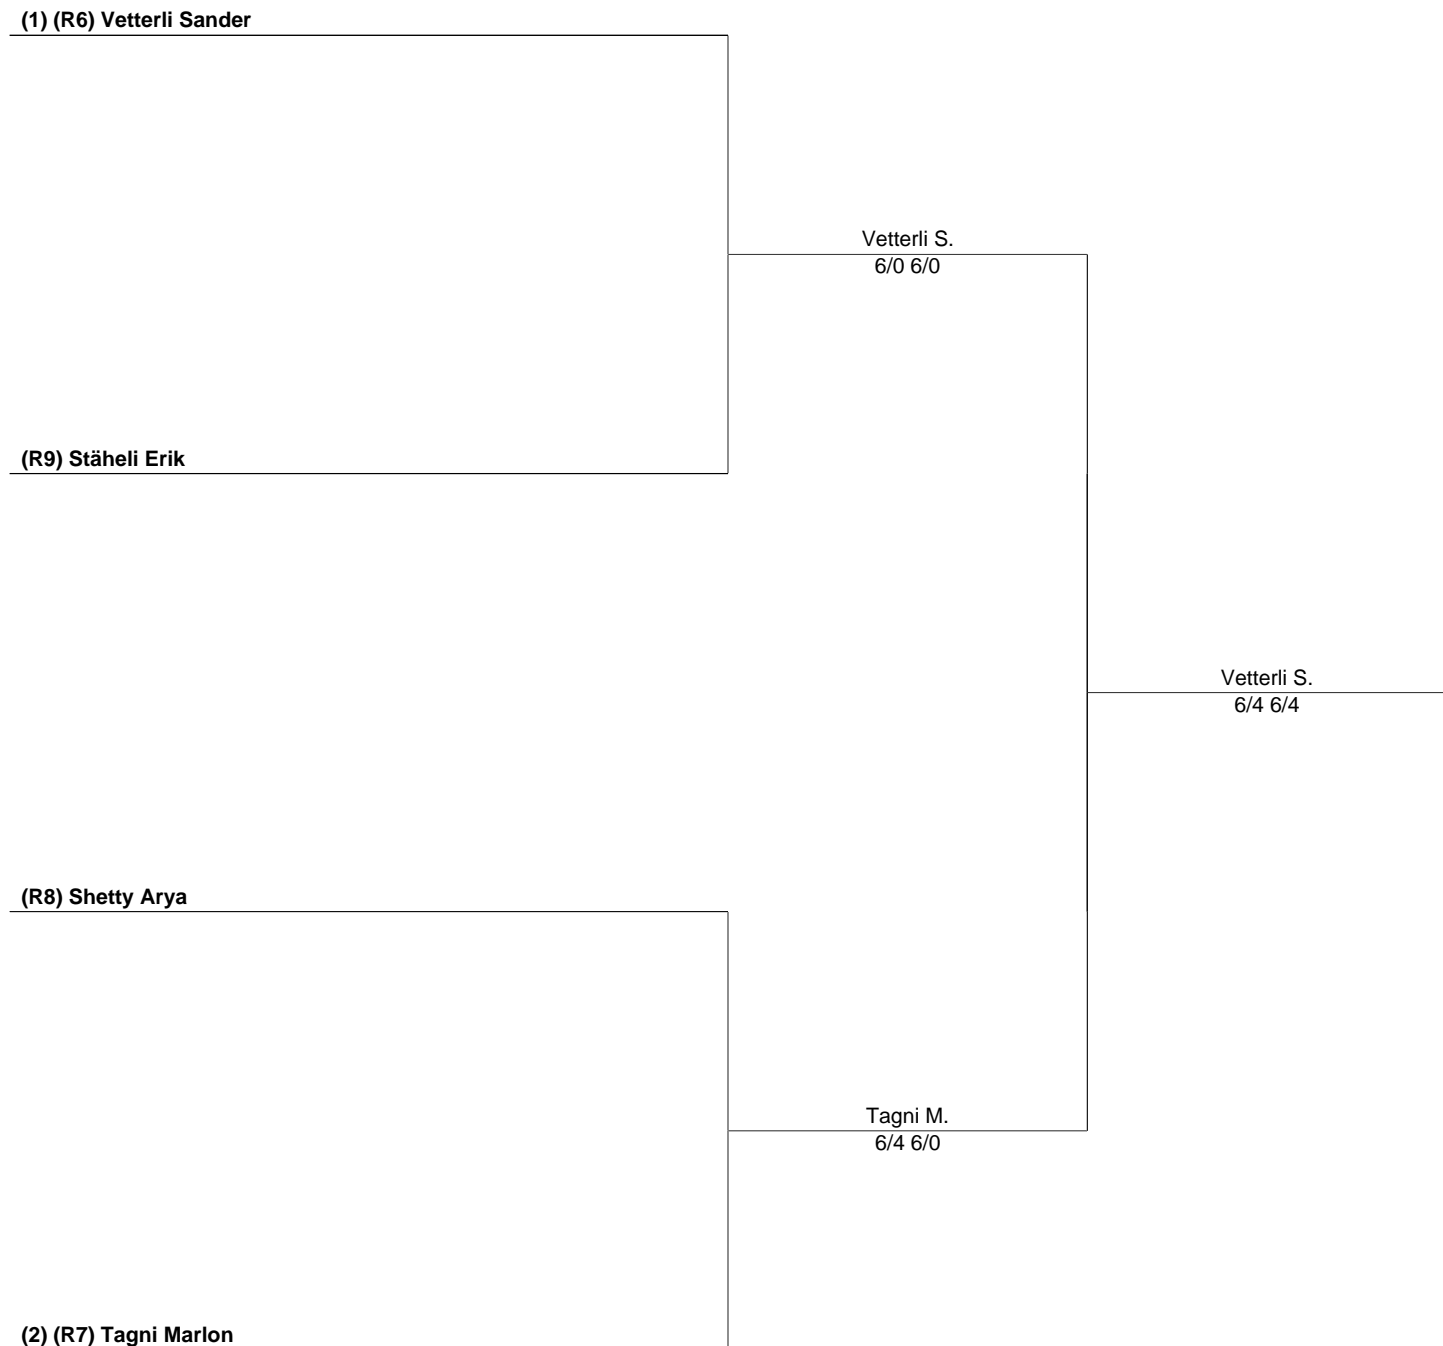 (1) (R6) Vetterli Sander
Vetterli S.
6/0 6/0
(R9) Stäheli Erik
Vetterli S.
6/4 6/4
(R8) Shetty Arya
Tagni M.
6/4 6/0
(2) (R7) Tagni Marlon